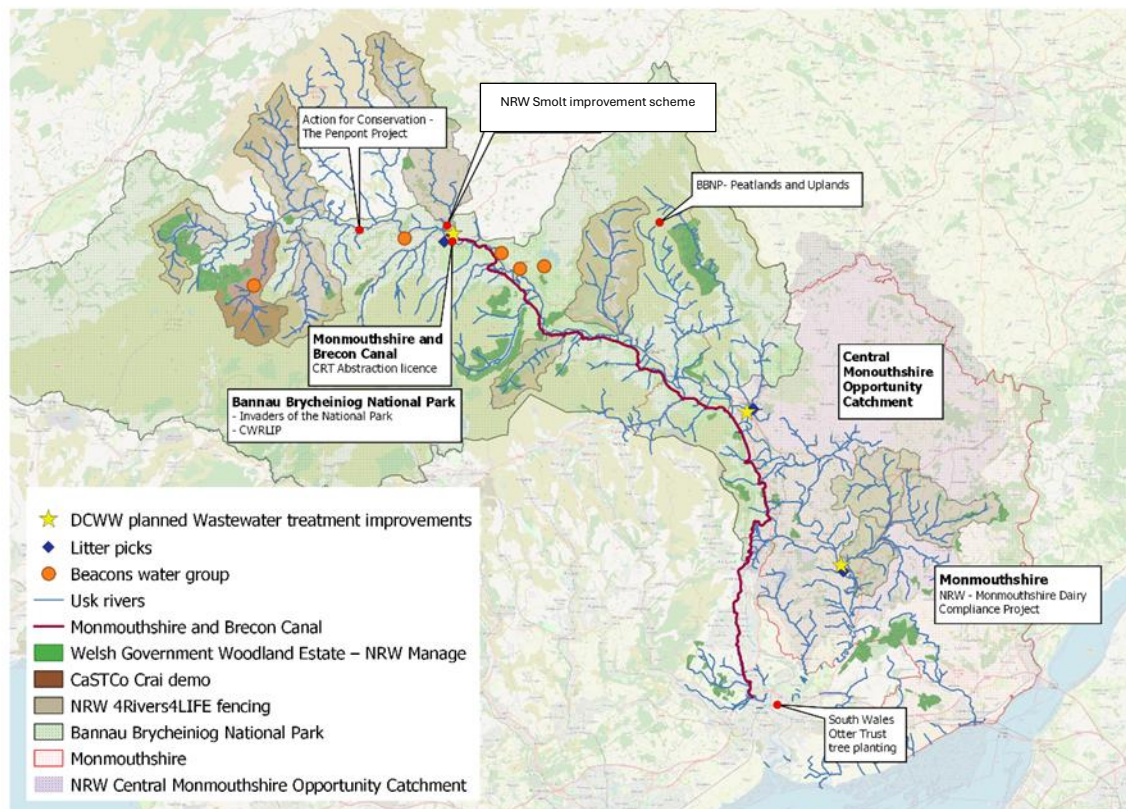 NRW Smolt improvement scheme
Action for Conservation -
The Penpont Project
BBNP- Peatlands and Uplands
Monmouthshire and
Brecon Canal
CRT Abstraction licence
Bannau Brycheiniog National Park
- Invaders of the National Park
- CWRLIP
Central
Monouthshire
Opportunity
Catchment
Monmouthshire
NRW - Monmouthshire Dairy
Compliance Project
South Wales
Otter Trust
tree planting
DCWW planned Wastewater treatment improvements
Litter picks
Beacons water group
Usk rivers
Monmouthshire and Brecon Canal
Welsh Government Woodland Estate – NRW Manage
CaSTCo Crai demo
NRW 4Rivers4LIFE fencing
Bannau Brycheiniog National Park
Monmouthshire
NRW Central Monmouthshire Opportunity Catchment